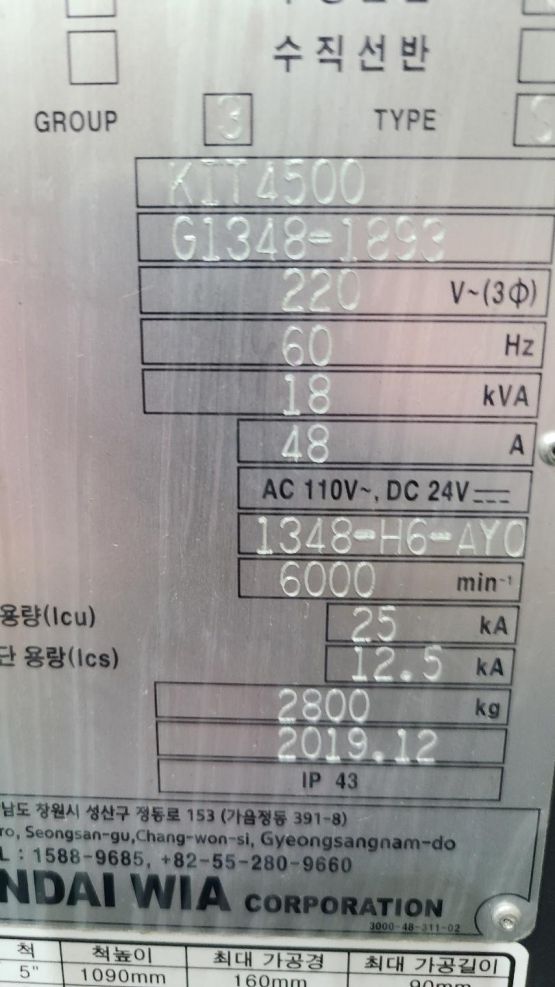 수직선반
GROUP 3 TYPE S
KIT4500
G1348-1893
220 V~(3Φ)
60 Hz
18 kVA
48 A
AC 110V~, DC 24V⎓
1348-H6-AY0
6000 min⁻¹
용량(Icu) 25 kA
단 용량(Ics) 12.5 kA
2800 kg
2019.12
IP 43
남도 창원시 성산구 정동로 153 (가음정동 391-8)
ro, Seongsan-gu,Chang-won-si, Gyeongsangnam-do
L : 1588-9685, +82-55-280-9660
NDAI WIA CORPORATION
3000-48-311-02
척 척높이 최대 가공경 최대 가공길이
5" 1090mm 160mm 90mm